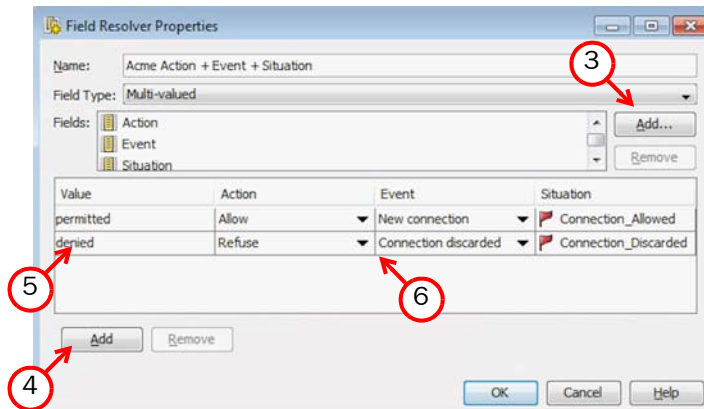 Field Resolver Properties
Name: Acme Action + Event + Situation
3
Field Type: Multi-valued
Fields: Action
Add...
Event
Situation
Remove
Value Action Event Situation
permitted Allow New connection Connection_Allowed
denied Refuse Connection discarded Connection_Discarded
5
6
Add Remove
4
OK Cancel Help